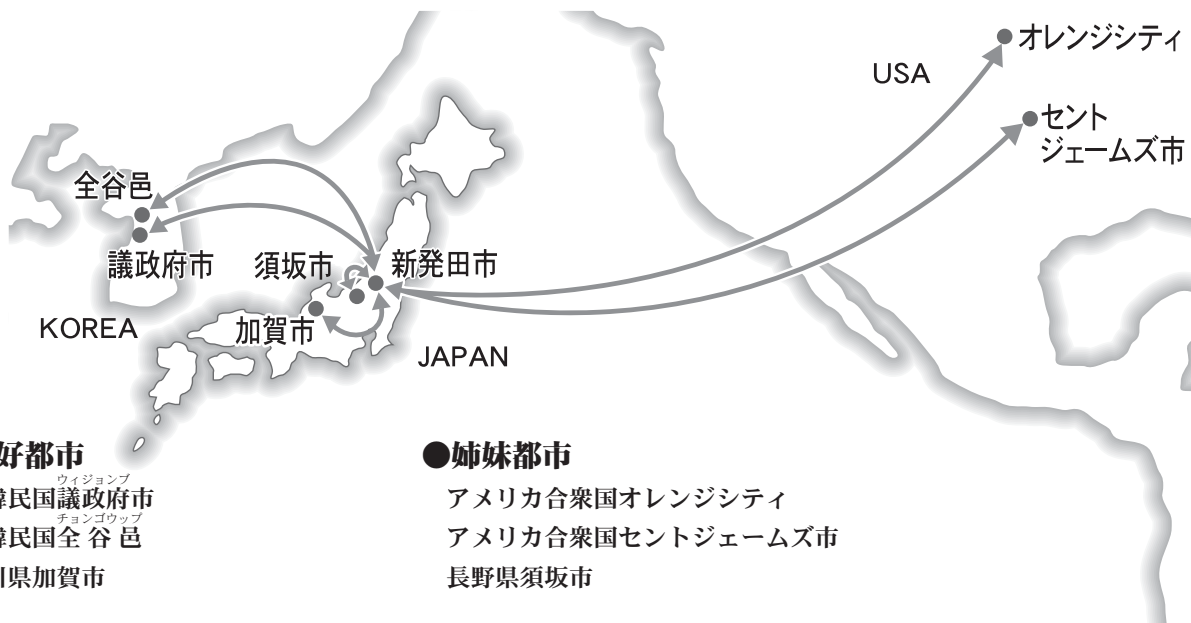 オレンジシティ
USA
セント
ジェームズ市
全谷邑
議政府市
須坂市
新発田市
加賀市
KOREA
JAPAN
好都市
ウィジョンブ
民国議政府市
チョンゴウップ
民国全谷邑
県加賀市
●姉妹都市
アメリカ合衆国オレンジシティ
アメリカ合衆国セントジェームズ市
長野県須坂市